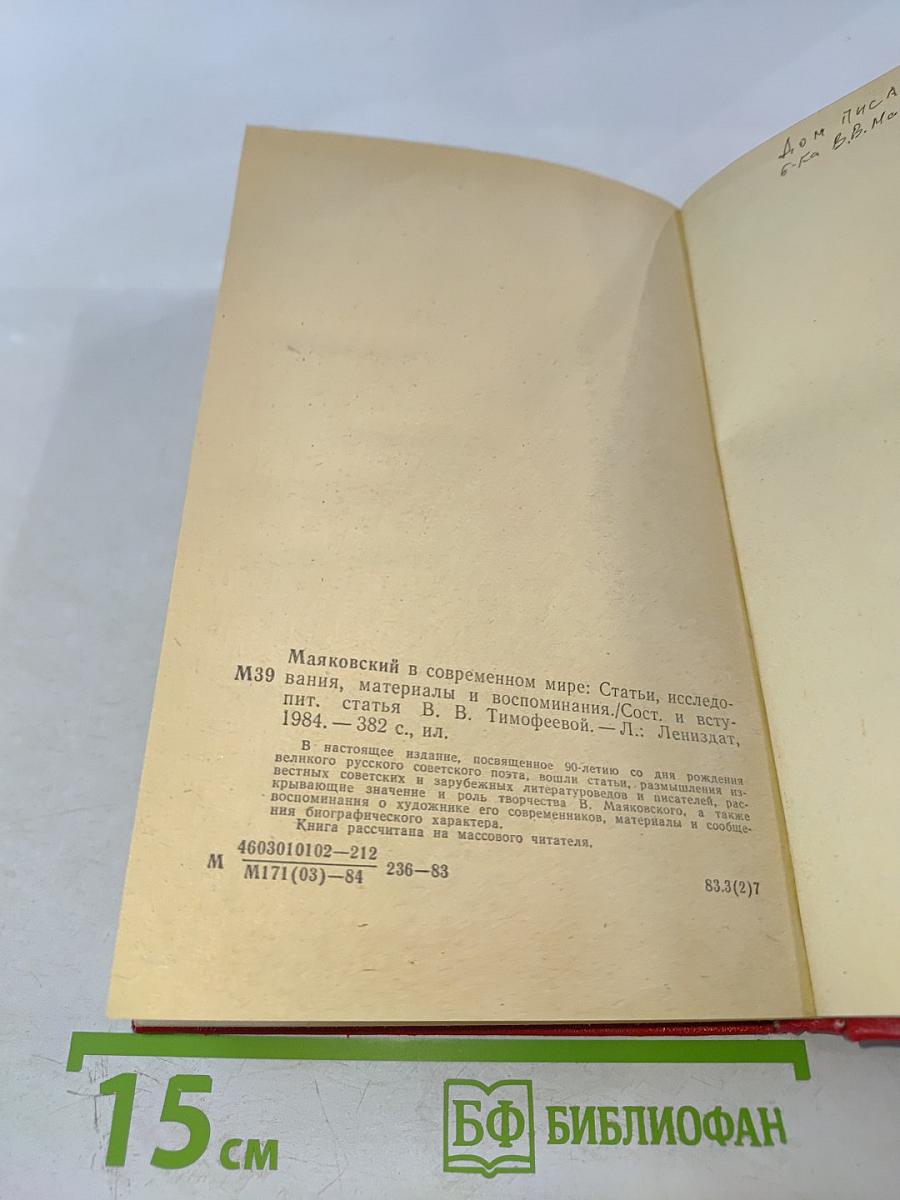 Маяковский в современном мире: Статьи, исследо-
М39 вания, материалы и воспоминания./Сост. и всту-
пит. статья В. В. Тимофеевой. — Л.: Лениздат,
1984. — 382 с., ил.
В настоящее издание, посвященное 90-летию со дня рождения
великого русского советского поэта, вошли статьи, размышления из-
вестных советских и зарубежных литературоведов и писателей, рас-
крывающие значение и роль творчества В. Маяковского, а также
воспоминания о художнике его современников, материалы и сообще-
ния биографического характера.
Книга рассчитана на массового читателя.
М 4603010102—212 236—83
М171(03)—84
83.3(2)7
Дом писа
б-ка В.В.Ма
15 см
БФ БИБЛИОФАН